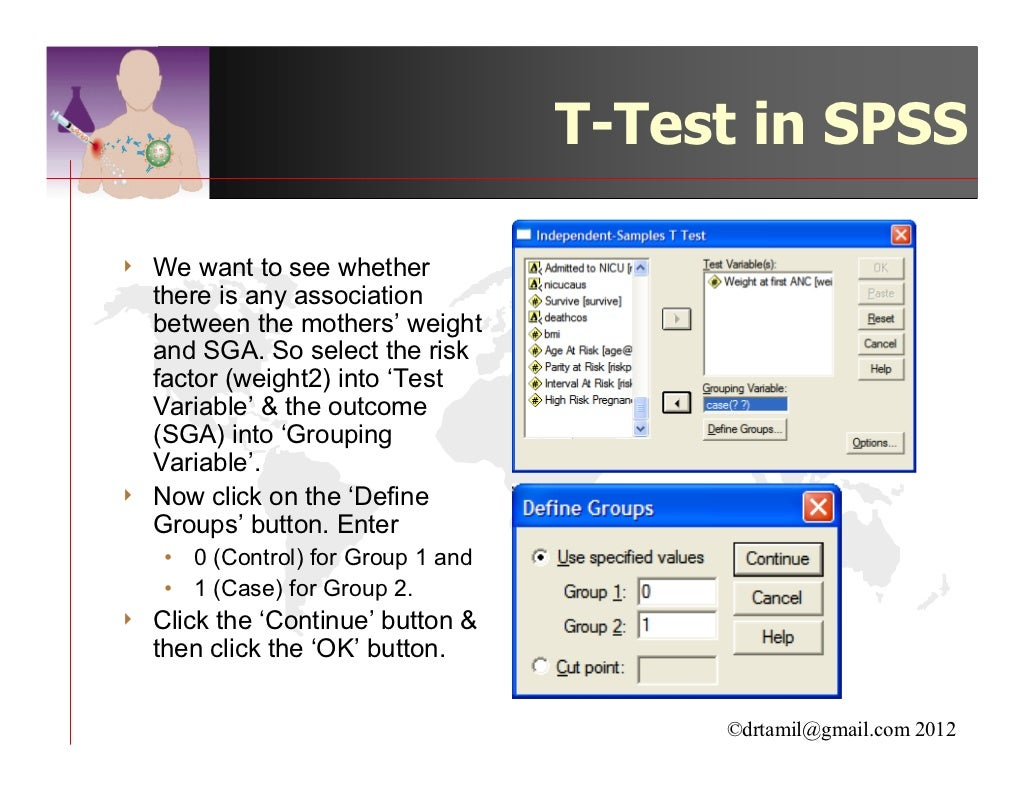 T-Test in SPSS
We want to see whether
there is any association
between the mothers’ weight
and SGA. So select the risk
factor (weight2) into ‘Test
Variable’ & the outcome
(SGA) into ‘Grouping
Variable’.
Now click on the ‘Define
Groups’ button. Enter
• 0 (Control) for Group 1 and
• 1 (Case) for Group 2.
Click the ‘Continue’ button &
then click the ‘OK’ button.
Independent-Samples T Test
Admitted to NICU [r
nicucaus
Survive [survive]
deathcos
bmi
Age At Risk [age@
Parity at Risk [riskp
Interval At Risk [risk
High Risk Pregnan
Test Variable(s):
Weight at first ANC [wei
Grouping Variable:
case(? ?)
Define Groups...
OK
Paste
Reset
Cancel
Help
Options...
Define Groups
Use specified values
Group 1: 0
Group 2: 1
Cut point:
Continue
Cancel
Help
©drtamil@gmail.com 2012